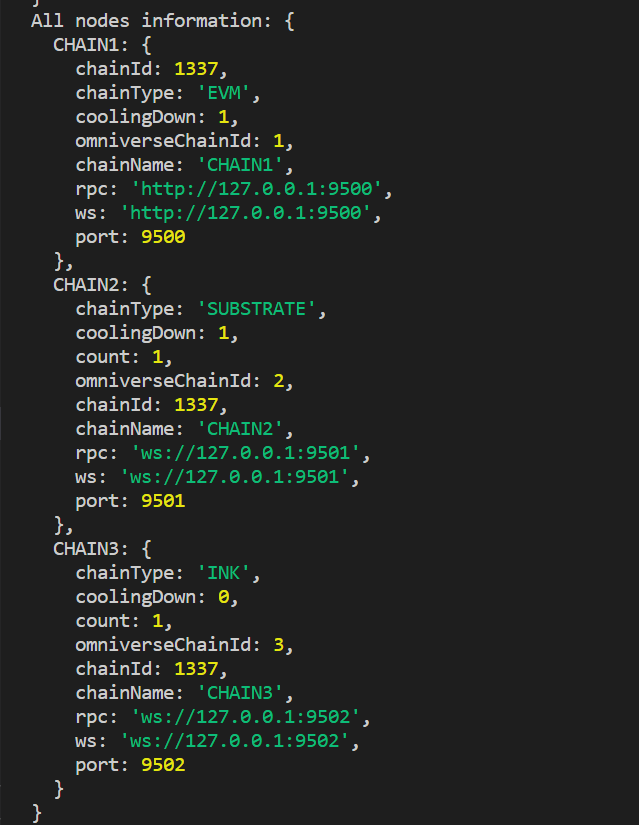 All nodes information: {
CHAIN1: {
chainId: 1337,
chainType: 'EVM',
coolingDown: 1,
omniverseChainId: 1,
chainName: 'CHAIN1',
rpc: 'http://127.0.0.1:9500',
ws: 'http://127.0.0.1:9500',
port: 9500
},
CHAIN2: {
chainType: 'SUBSTRATE',
coolingDown: 1,
count: 1,
omniverseChainId: 2,
chainId: 1337,
chainName: 'CHAIN2',
rpc: 'ws://127.0.0.1:9501',
ws: 'ws://127.0.0.1:9501',
port: 9501
},
CHAIN3: {
chainType: 'INK',
coolingDown: 0,
count: 1,
omniverseChainId: 3,
chainId: 1337,
chainName: 'CHAIN3',
rpc: 'ws://127.0.0.1:9502',
ws: 'ws://127.0.0.1:9502',
port: 9502
}
}